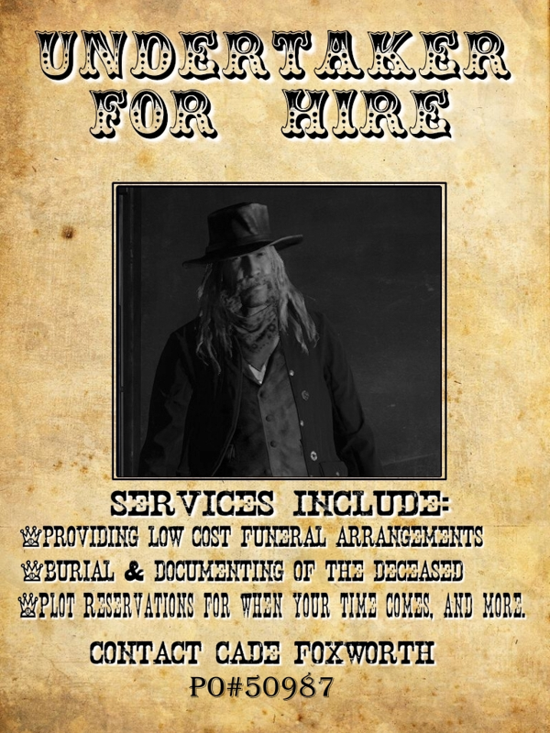 UNDERTAKER
FOR HIRE
SERVICES INCLUDE:
PROVIDING LOW COST FUNERAL ARRANGEMENTS
BURIAL & DOCUMENTING OF THE DECEASED
PLOT RESERVATIONS FOR WHEN YOUR TIME COMES, AND MORE.
CONTACT CADE FOXWORTH
PO#50987